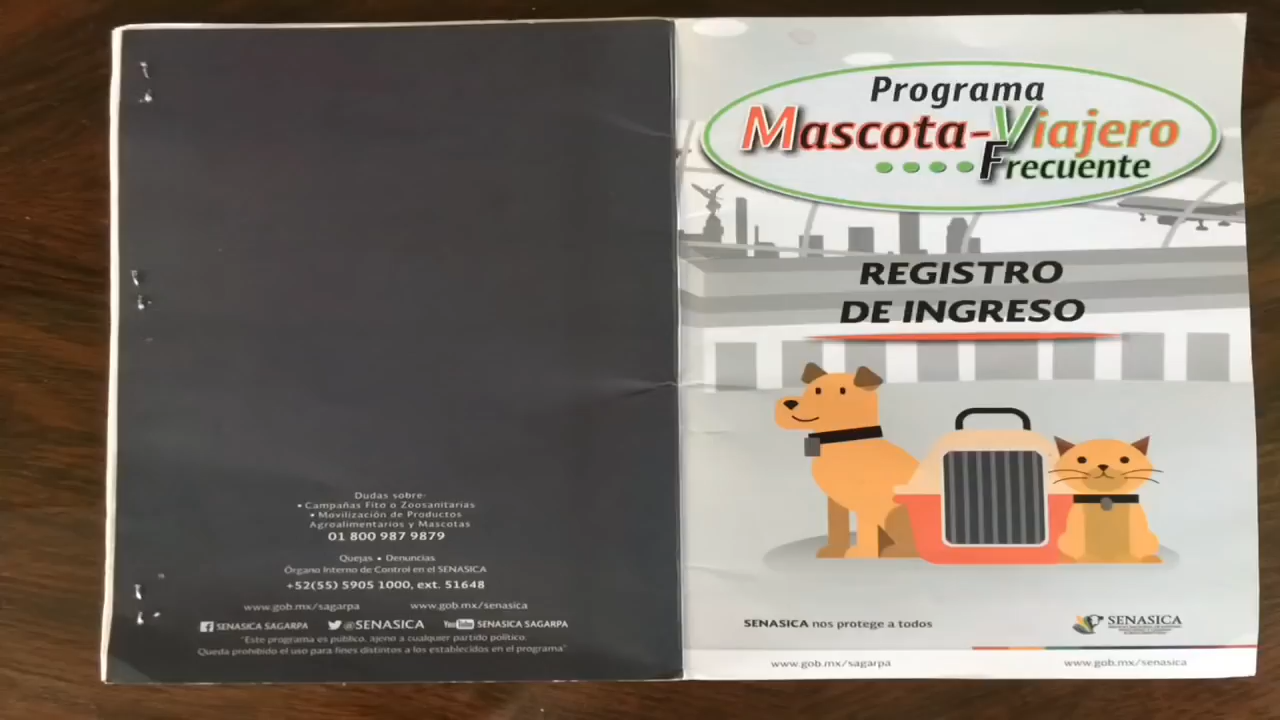 Dudas sobre-
• Campañas Fito o Zoosanitarias
• Movilización de Productos
Agroalimentarios y Mascotas
01 800 987 9879
Quejas • Denuncias
Órgano Interno de Control en el SENASICA
+52(55) 5905 1000, ext. 51648
www.gob.mx/sagarpa www.gob.mx/senasica
SENASICA SAGARPA @SENASICA YouTube SENASICA SAGARPA
"Este programa es público, ajeno a cualquier partido político.
Queda prohibido el uso para fines distintos a los establecidos en el programa"
Programa
Mascota-Viajero
Frecuente
REGISTRO
DE INGRESO
SENASICA nos protege a todos
SENASICA
www.gob.mx/sagarpa www.gob.mx/senasica